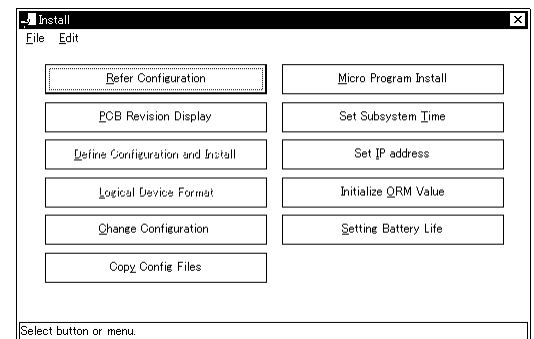 Install
File Edit
Refer Configuration
Micro Program Install
PCB Revision Display
Set Subsystem Time
Define Configuration and Install
Set IP address
Logical Device Format
Initialize ORM Value
Change Configuration
Setting Battery Life
Copy Config Files
Select button or menu.